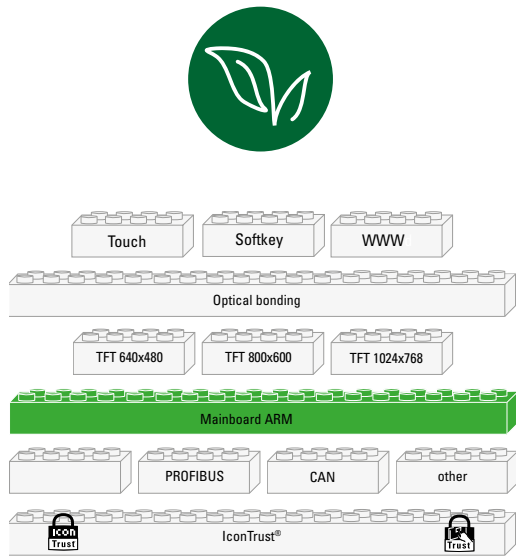 Touch Softkey WWW
Optical bonding
TFT 640x480 TFT 800x600 TFT 1024x768
Mainboard ARM
PROFIBUS CAN other
Icon Trust IconTrust® Trust